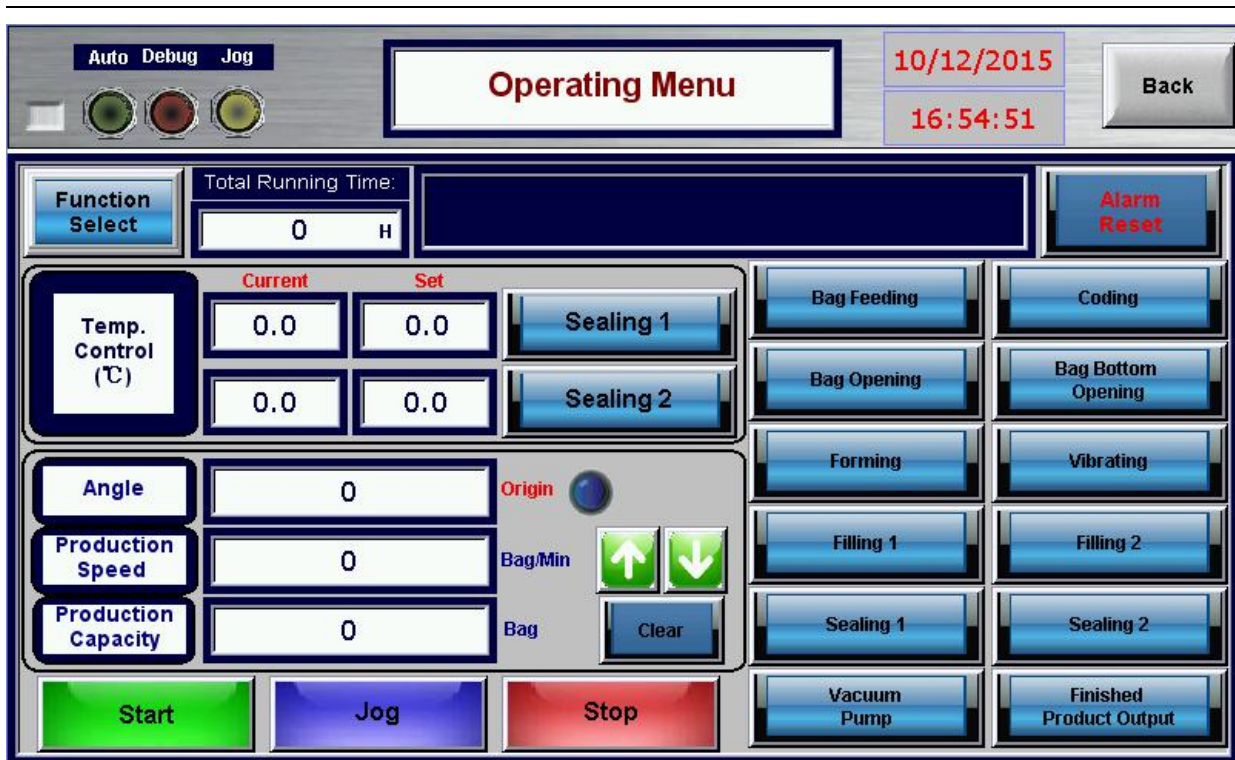 Auto Debug Jog
Operating Menu
10/12/2015
16:54:51
Back
Function
Select
Total Running Time:
0 H
Alarm
Reset
Temp.
Control
(℃)
Current Set
0.0 0.0 Sealing 1
0.0 0.0 Sealing 2
Angle 0 Origin
Production
Speed
0 Bag/Min
Production
Capacity
0 Bag Clear
Start Jog Stop
Bag Feeding
Coding
Bag Opening
Bag Bottom
Opening
Forming
Vibrating
Filling 1
Filling 2
Sealing 1
Sealing 2
Vacuum
Pump
Finished
Product Output